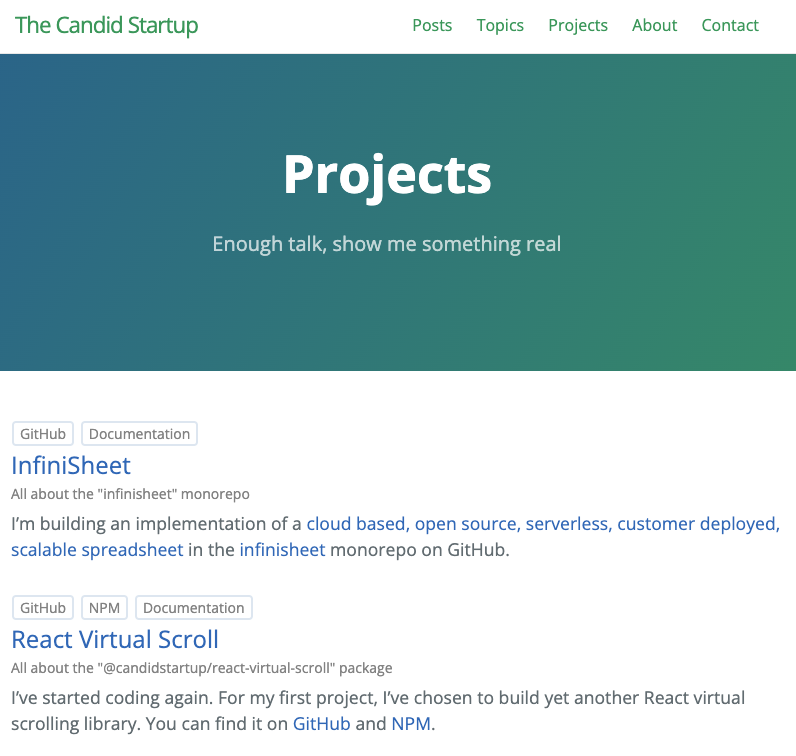 The Candid Startup Posts Topics Projects About Contact
Projects
Enough talk, show me something real
GitHub Documentation
InfiniSheet
All about the "infinisheet" monorepo
I’m building an implementation of a cloud based, open source, serverless, customer deployed,
scalable spreadsheet in the infinisheet monorepo on GitHub.
GitHub NPM Documentation
React Virtual Scroll
All about the "@candidstartup/react-virtual-scroll" package
I’ve started coding again. For my first project, I’ve chosen to build yet another React virtual
scrolling library. You can find it on GitHub and NPM.